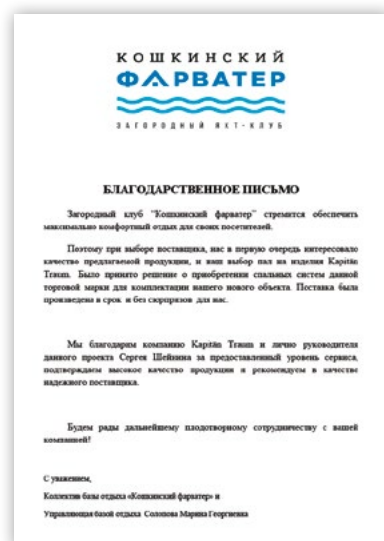 КОШКИНСКИЙ
ФАРВАТЕР
ЗАГОРОДНЫЙ ЯХТ-КЛУБ
БЛАГОДАРСТВЕННОЕ ПИСЬМО
Загородный клуб "Кошкинский фарватер" стремится обеспечить
максимально комфортный отдых для своих посетителей.
Поэтому при выборе поставщика, нас в первую очередь интересовало
качество предлагаемой продукции, и наш выбор пал на изделия Kapitän
Traum. Было принято решение о приобретении спальных систем данной
торговой марки для комплектации нашего нового объекта. Поставка была
произведена в срок и без сюрпризов для нас.
Мы благодарим компанию Kapitän Traum и лично руководителя
данного проекта Сергея Шейкина за предоставленный уровень сервиса,
подтверждаем высокое качество продукции и рекомендуем в качестве
надежного поставщика.
Будем рады дальнейшему плодотворному сотрудничеству с вашей
компанией!
С уважением,
Коллектив базы отдыха «Кошкинский фарватер» и
Управляющая базой отдыха Солопова Марина Георгиевна